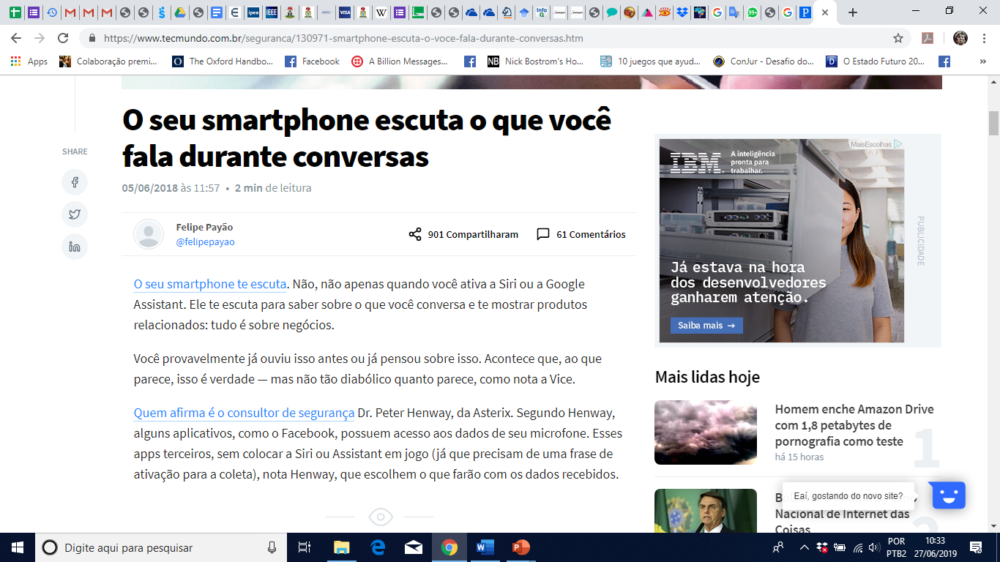 https://www.tecmundo.com.br/seguranca/130971-smartphone-escuta-o-voce-fala-durante-conversas.htm
Apps
Colaboração premi...
The Oxford Handbo...
Facebook
A Billion Messages...
Nick Bostrom's Ho...
10 juegos que ayud...
ConJur - Desafio do...
O Estado Futuro 20...
»
O seu smartphone escuta o que você
fala durante conversas
05/06/2018 às 11:57 • 2 min de leitura
SHARE
Felipe Payão
@felipepayao
901 Compartilharam
61 Comentários
O seu smartphone te escuta. Não, não apenas quando você ativa a Siri ou a Google
Assistant. Ele te escuta para saber sobre o que você conversa e te mostrar produtos
relacionados: tudo é sobre negócios.
Você provavelmente já ouviu isso antes ou já pensou sobre isso. Acontece que, ao que
parece, isso é verdade — mas não tão diabólico quanto parece, como nota a Vice.
Quem afirma é o consultor de segurança Dr. Peter Henway, da Asterix. Segundo Henway,
alguns aplicativos, como o Facebook, possuem acesso aos dados de seu microfone. Esses
apps terceiros, sem colocar a Siri ou Assistant em jogo (já que precisam de uma frase de
ativação para a coleta), nota Henway, que escolhem o que farão com os dados recebidos.
MaisEscolhas
IBM
A inteligência
pronta para
trabalhar.
Já estava na hora
dos desenvolvedores
ganharem atenção.
Saiba mais →
PUBLICIDADE
Mais lidas hoje
Homem enche Amazon Drive
com 1,8 petabytes de
pornografia como teste
há 15 horas
1
Nacional de Internet das
Coisas
2
Eaí, gostando do novo site?
Digite aqui para pesquisar
POR
PTB2
10:33
27/06/2019